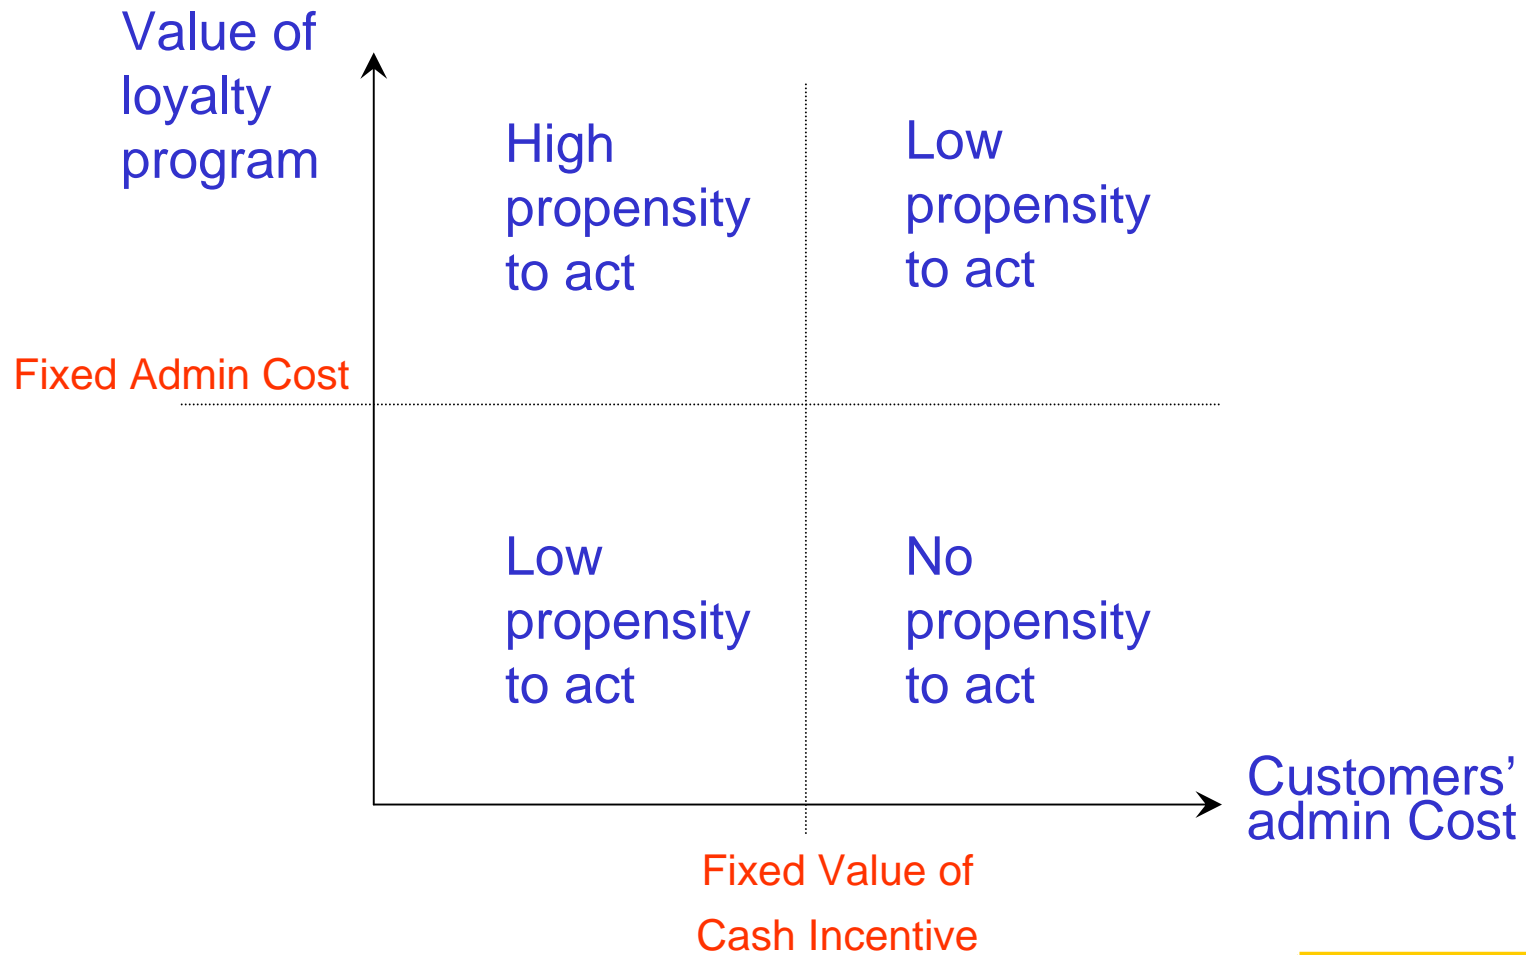 Value of
loyalty
program
High
propensity
to act
Low
propensity
to act
Fixed Admin Cost
Low
propensity
to act
No
propensity
to act
Customers’
admin Cost
Fixed Value of
Cash Incentive